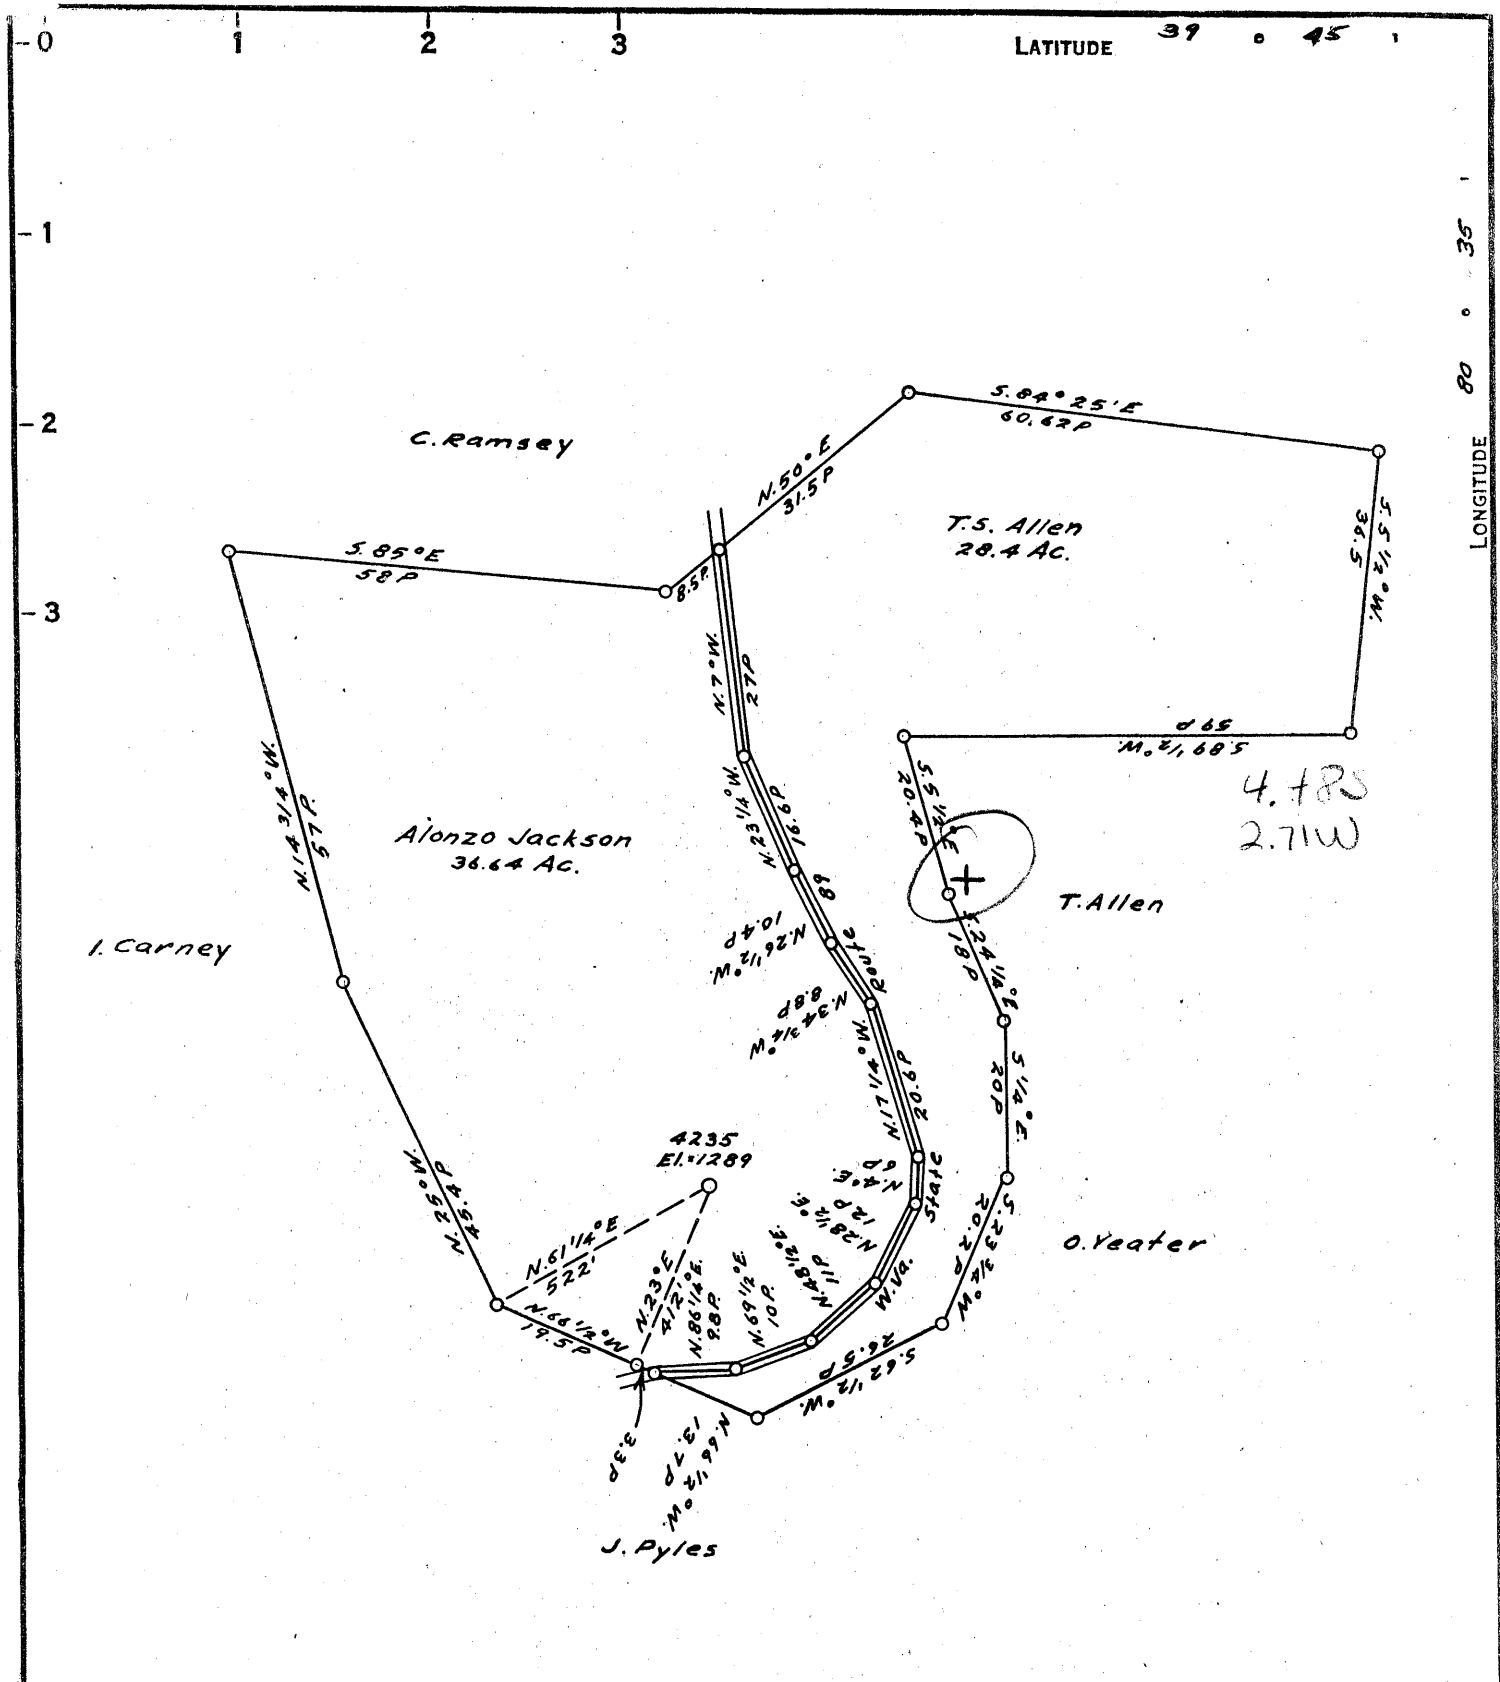 0
1
2
3
LATITUDE 39 ° 45 '
LONGITUDE 80 ° 35 '
1
2
3
C. Ramsey
S. 84° 25' E
60.62 P
N. 50° E
31.5 P
8.5 P.
S. 85° E
58 P
T.S. Allen
28.4 Ac.
S. 5 1/2° W.
36.5
N. 7° W.
27P
S. 89 1/2° W.
59 P
4.78S
2.71W
S. 5 1/2° E
20.4 P
N. 14 3/4° W.
57 P.
Alonzo Jackson
36.64 Ac.
N. 23 1/4° W.
19.9 P
T. Allen
I. Carney
N. 26 1/2° W.
10.4 P
N. 34 3/4° W
8.8 P
W. Va. State Route 89
S. 24 1/4° E
18 P
N. 17 1/4° W.
20.9 P
S 1/4° E.
20 P
4235
El.=1289
N. 4° E.
6 P
N. 28 1/2° E.
12 P
N. 48 1/2° E.
11 P
N. 69 1/2° E.
10 P.
N. 86 1/4° E.
9.8 P.
N. 23° E
412'
N. 61 1/4° E
522'
N. 25° W.
45.4 P
N. 66 1/2° W
19.5 P
O. Yeater
S. 23 3/4° W
20.2 P
S. 62 1/2° W.
26.5 P
3.3 P
N. 66 1/2° W.
13.7 P
J. Pyles